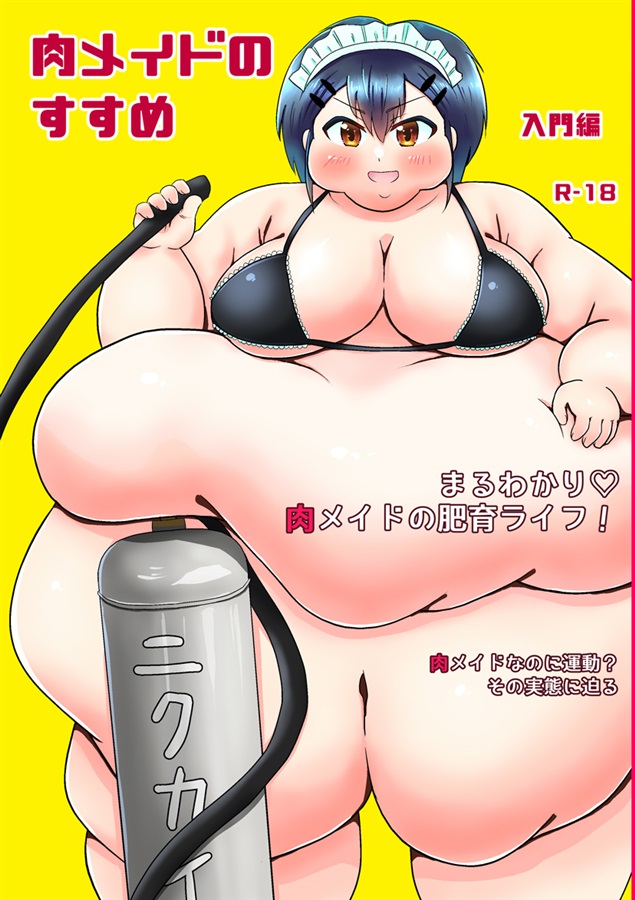 肉メイドの
すすめ
入門編
R-18
まるわかり♡
肉メイドの肥育ライフ！
肉メイドなのに運動？
その実態に迫る
ニクカイ